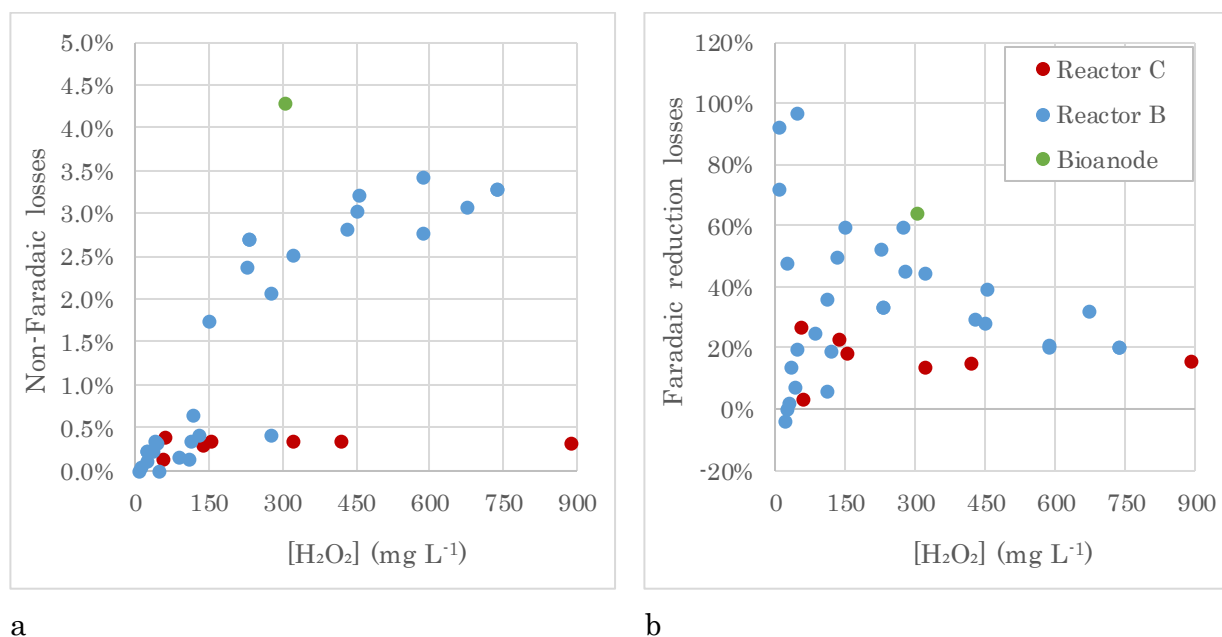 5.0%
4.5%
4.0%
3.5%
3.0%
2.5%
2.0%
1.5%
1.0%
0.5%
0.0%
Non-Faradaic losses
0 150 300 450 600 750 900
[H₂O₂] (mg L⁻¹)
a
120%
100%
80%
60%
40%
20%
0%
-20%
Faradaic reduction losses
Reactor C
Reactor B
Bioanode
0 150 300 450 600 750 900
[H₂O₂] (mg L⁻¹)
b